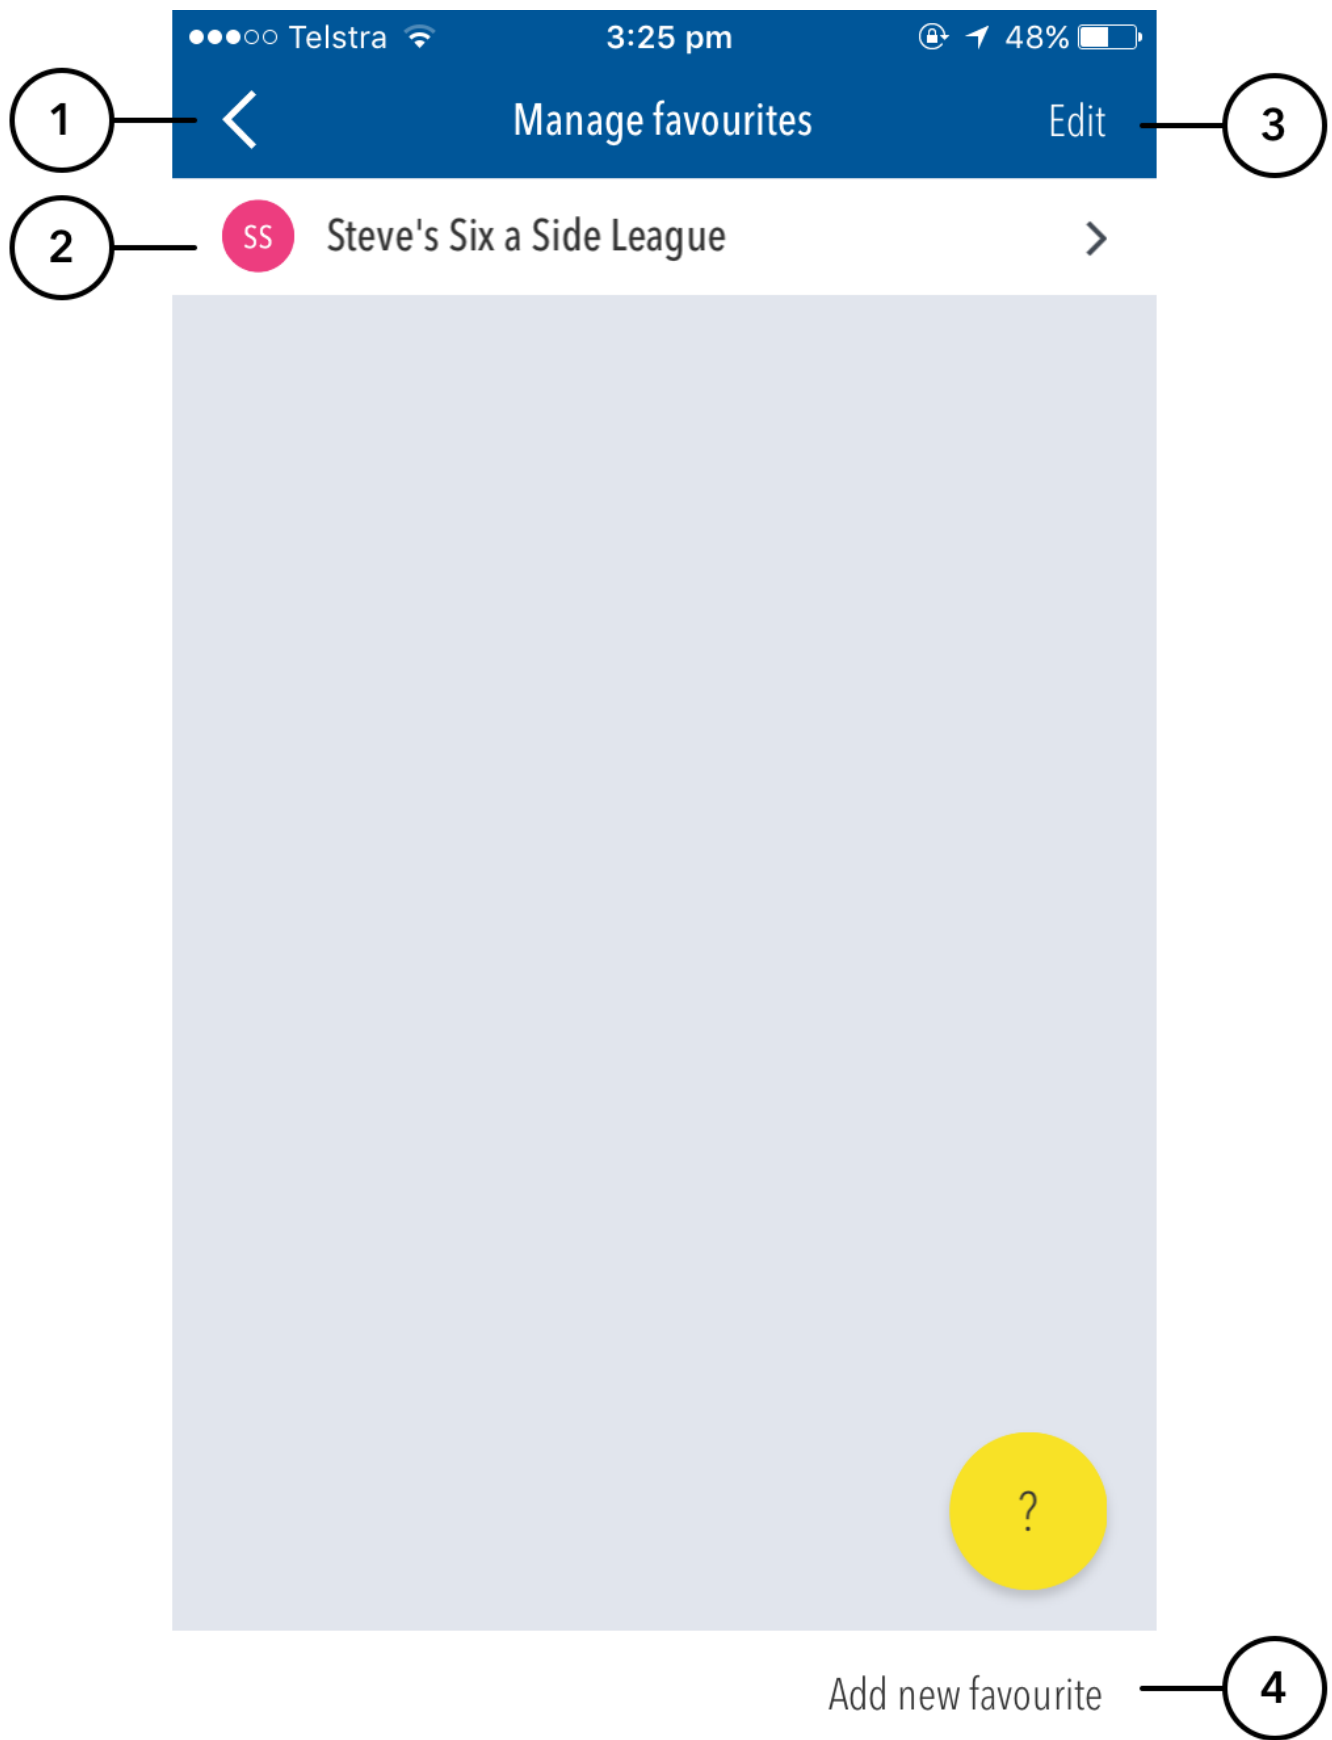 Telstra 3:25 pm 48%
1 Manage favourites Edit 3
2 SS Steve's Six a Side League
?
Add new favourite 4